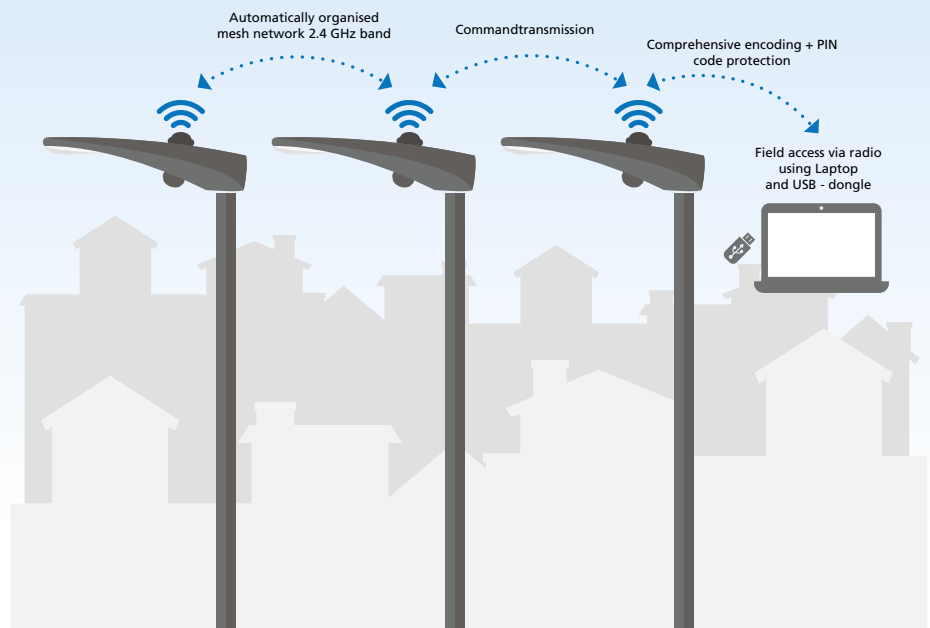 Automatically organised
mesh network 2.4 GHz band
Commandtransmission
Comprehensive encoding + PIN
code protection
Field access via radio
using Laptop
and USB - dongle